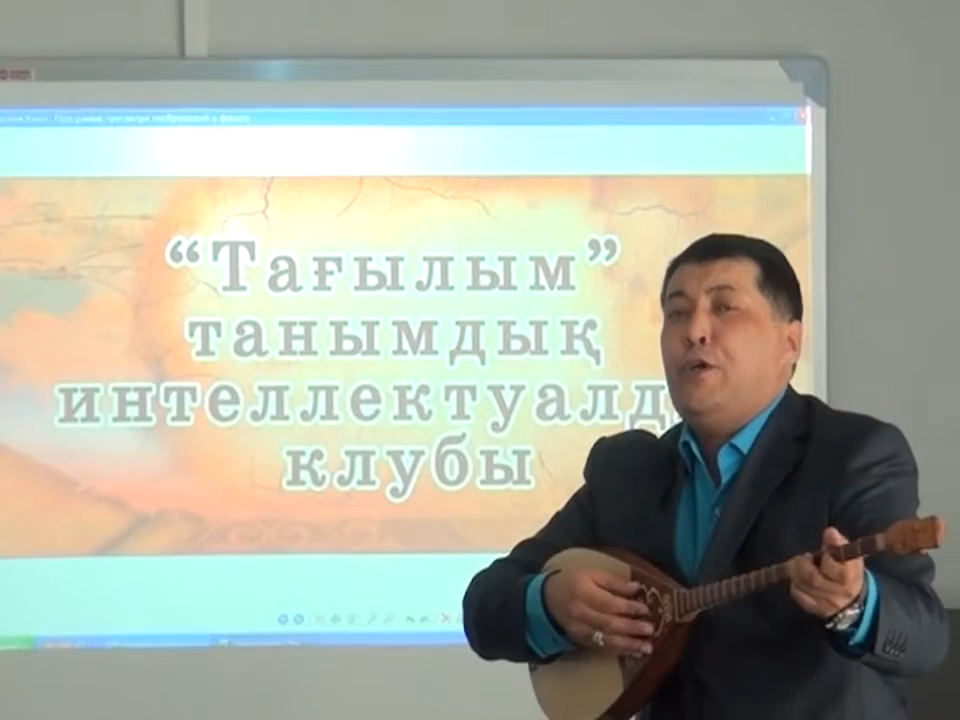 “Тағылым”
танымдық
интеллектуалд
клубы